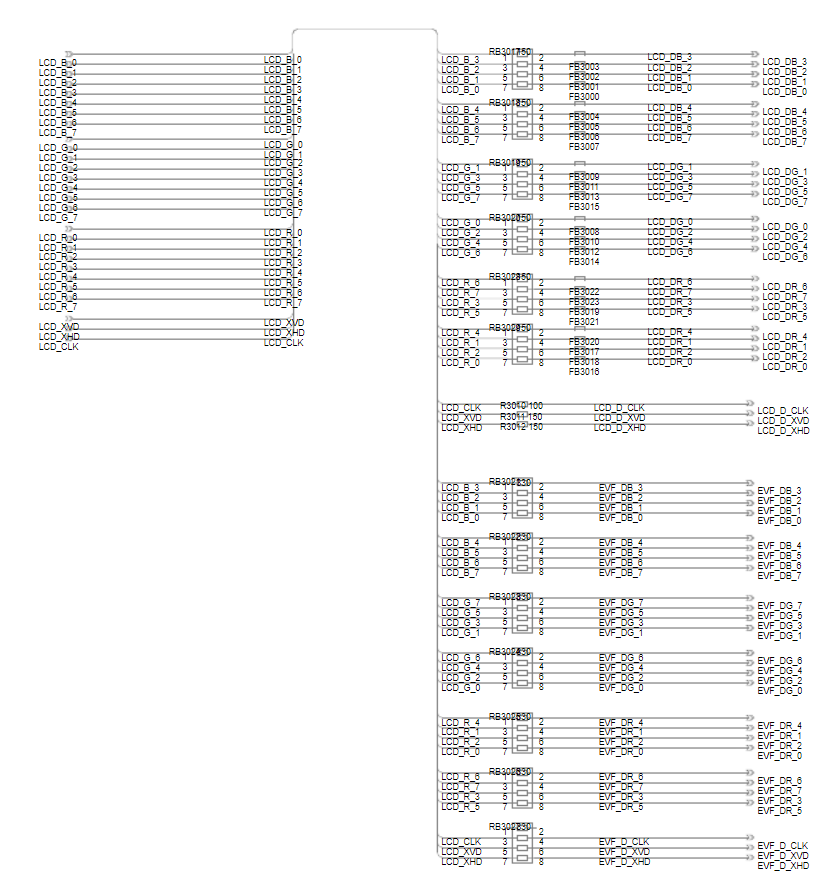 LCD_B_0 LCD_B_0
LCD_B_1 LCD_B_1
LCD_B_2 LCD_B_2
LCD_B_3 LCD_B_3
LCD_B_4 LCD_B_4
LCD_B_5 LCD_B_5
LCD_B_6 LCD_B_6
LCD_B_7 LCD_B_7
LCD_G_0 LCD_G_0
LCD_G_1 LCD_G_1
LCD_G_2 LCD_G_2
LCD_G_3 LCD_G_3
LCD_G_4 LCD_G_4
LCD_G_5 LCD_G_5
LCD_G_6 LCD_G_6
LCD_G_7 LCD_G_7
LCD_R_0 LCD_R_0
LCD_R_1 LCD_R_1
LCD_R_2 LCD_R_2
LCD_R_3 LCD_R_3
LCD_R_4 LCD_R_4
LCD_R_5 LCD_R_5
LCD_R_6 LCD_R_6
LCD_R_7 LCD_R_7
LCD_XVD LCD_XVD
LCD_XHD LCD_XHD
LCD_CLK LCD_CLK
RB3017 150
LCD_B_3 1 2 FB3003 LCD_DB_3 LCD_DB_3
LCD_B_2 3 4 FB3002 LCD_DB_2 LCD_DB_2
LCD_B_1 5 6 FB3001 LCD_DB_1 LCD_DB_1
LCD_B_0 7 8 FB3000 LCD_DB_0 LCD_DB_0
RB3018 150
LCD_B_4 1 2 FB3004 LCD_DB_4 LCD_DB_4
LCD_B_5 3 4 FB3005 LCD_DB_5 LCD_DB_5
LCD_B_6 5 6 FB3006 LCD_DB_6 LCD_DB_6
LCD_B_7 7 8 FB3007 LCD_DB_7 LCD_DB_7
RB3019 150
LCD_G_1 1 2 FB3009 LCD_DG_1 LCD_DG_1
LCD_G_3 3 4 FB3011 LCD_DG_3 LCD_DG_3
LCD_G_5 5 6 FB3013 LCD_DG_5 LCD_DG_5
LCD_G_7 7 8 FB3015 LCD_DG_7 LCD_DG_7
RB3020 150
LCD_G_0 1 2 FB3008 LCD_DG_0 LCD_DG_0
LCD_G_2 3 4 FB3010 LCD_DG_2 LCD_DG_2
LCD_G_4 5 6 FB3012 LCD_DG_4 LCD_DG_4
LCD_G_6 7 8 FB3014 LCD_DG_6 LCD_DG_6
LCD_R_6 1 2 FB3022 LCD_DR_6 LCD_DR_6
LCD_R_7 3 4 FB3023 LCD_DR_7 LCD_DR_7
LCD_R_3 5 6 FB3019 LCD_DR_3 LCD_DR_3
LCD_R_5 7 8 FB3021 LCD_DR_5 LCD_DR_5
LCD_R_4 1 2 FB3020 LCD_DR_4 LCD_DR_4
LCD_R_1 3 4 FB3017 LCD_DR_1 LCD_DR_1
LCD_R_2 5 6 FB3018 LCD_DR_2 LCD_DR_2
LCD_R_0 7 8 FB3016 LCD_DR_0 LCD_DR_0
LCD_CLK R3010 100 LCD_D_CLK LCD_D_CLK
LCD_XVD R3011 150 LCD_D_XVD LCD_D_XVD
LCD_XHD R3012 150 LCD_D_XHD LCD_D_XHD
LCD_B_3 1 2 EVF_DB_3 EVF_DB_3
LCD_B_2 3 4 EVF_DB_2 EVF_DB_2
LCD_B_1 5 6 EVF_DB_1 EVF_DB_1
LCD_B_0 7 8 EVF_DB_0 EVF_DB_0
LCD_B_4 1 2 EVF_DB_4 EVF_DB_4
LCD_B_5 3 4 EVF_DB_5 EVF_DB_5
LCD_B_6 5 6 EVF_DB_6 EVF_DB_6
LCD_B_7 7 8 EVF_DB_7 EVF_DB_7
LCD_G_7 1 2 EVF_DG_7 EVF_DG_7
LCD_G_5 3 4 EVF_DG_5 EVF_DG_5
LCD_G_3 5 6 EVF_DG_3 EVF_DG_3
LCD_G_1 7 8 EVF_DG_1 EVF_DG_1
LCD_G_6 1 2 EVF_DG_6 EVF_DG_6
LCD_G_4 3 4 EVF_DG_4 EVF_DG_4
LCD_G_2 5 6 EVF_DG_2 EVF_DG_2
LCD_G_0 7 8 EVF_DG_0 EVF_DG_0
LCD_R_4 1 2 EVF_DR_4 EVF_DR_4
LCD_R_1 3 4 EVF_DR_1 EVF_DR_1
LCD_R_2 5 6 EVF_DR_2 EVF_DR_2
LCD_R_0 7 8 EVF_DR_0 EVF_DR_0
LCD_R_6 1 2 EVF_DR_6 EVF_DR_6
LCD_R_7 3 4 EVF_DR_7 EVF_DR_7
LCD_R_3 5 6 EVF_DR_3 EVF_DR_3
LCD_R_5 7 8 EVF_DR_5 EVF_DR_5
1 2
LCD_CLK 3 4 EVF_D_CLK EVF_D_CLK
LCD_XVD 5 6 EVF_D_XVD EVF_D_XVD
LCD_XHD 7 8 EVF_D_XHD EVF_D_XHD